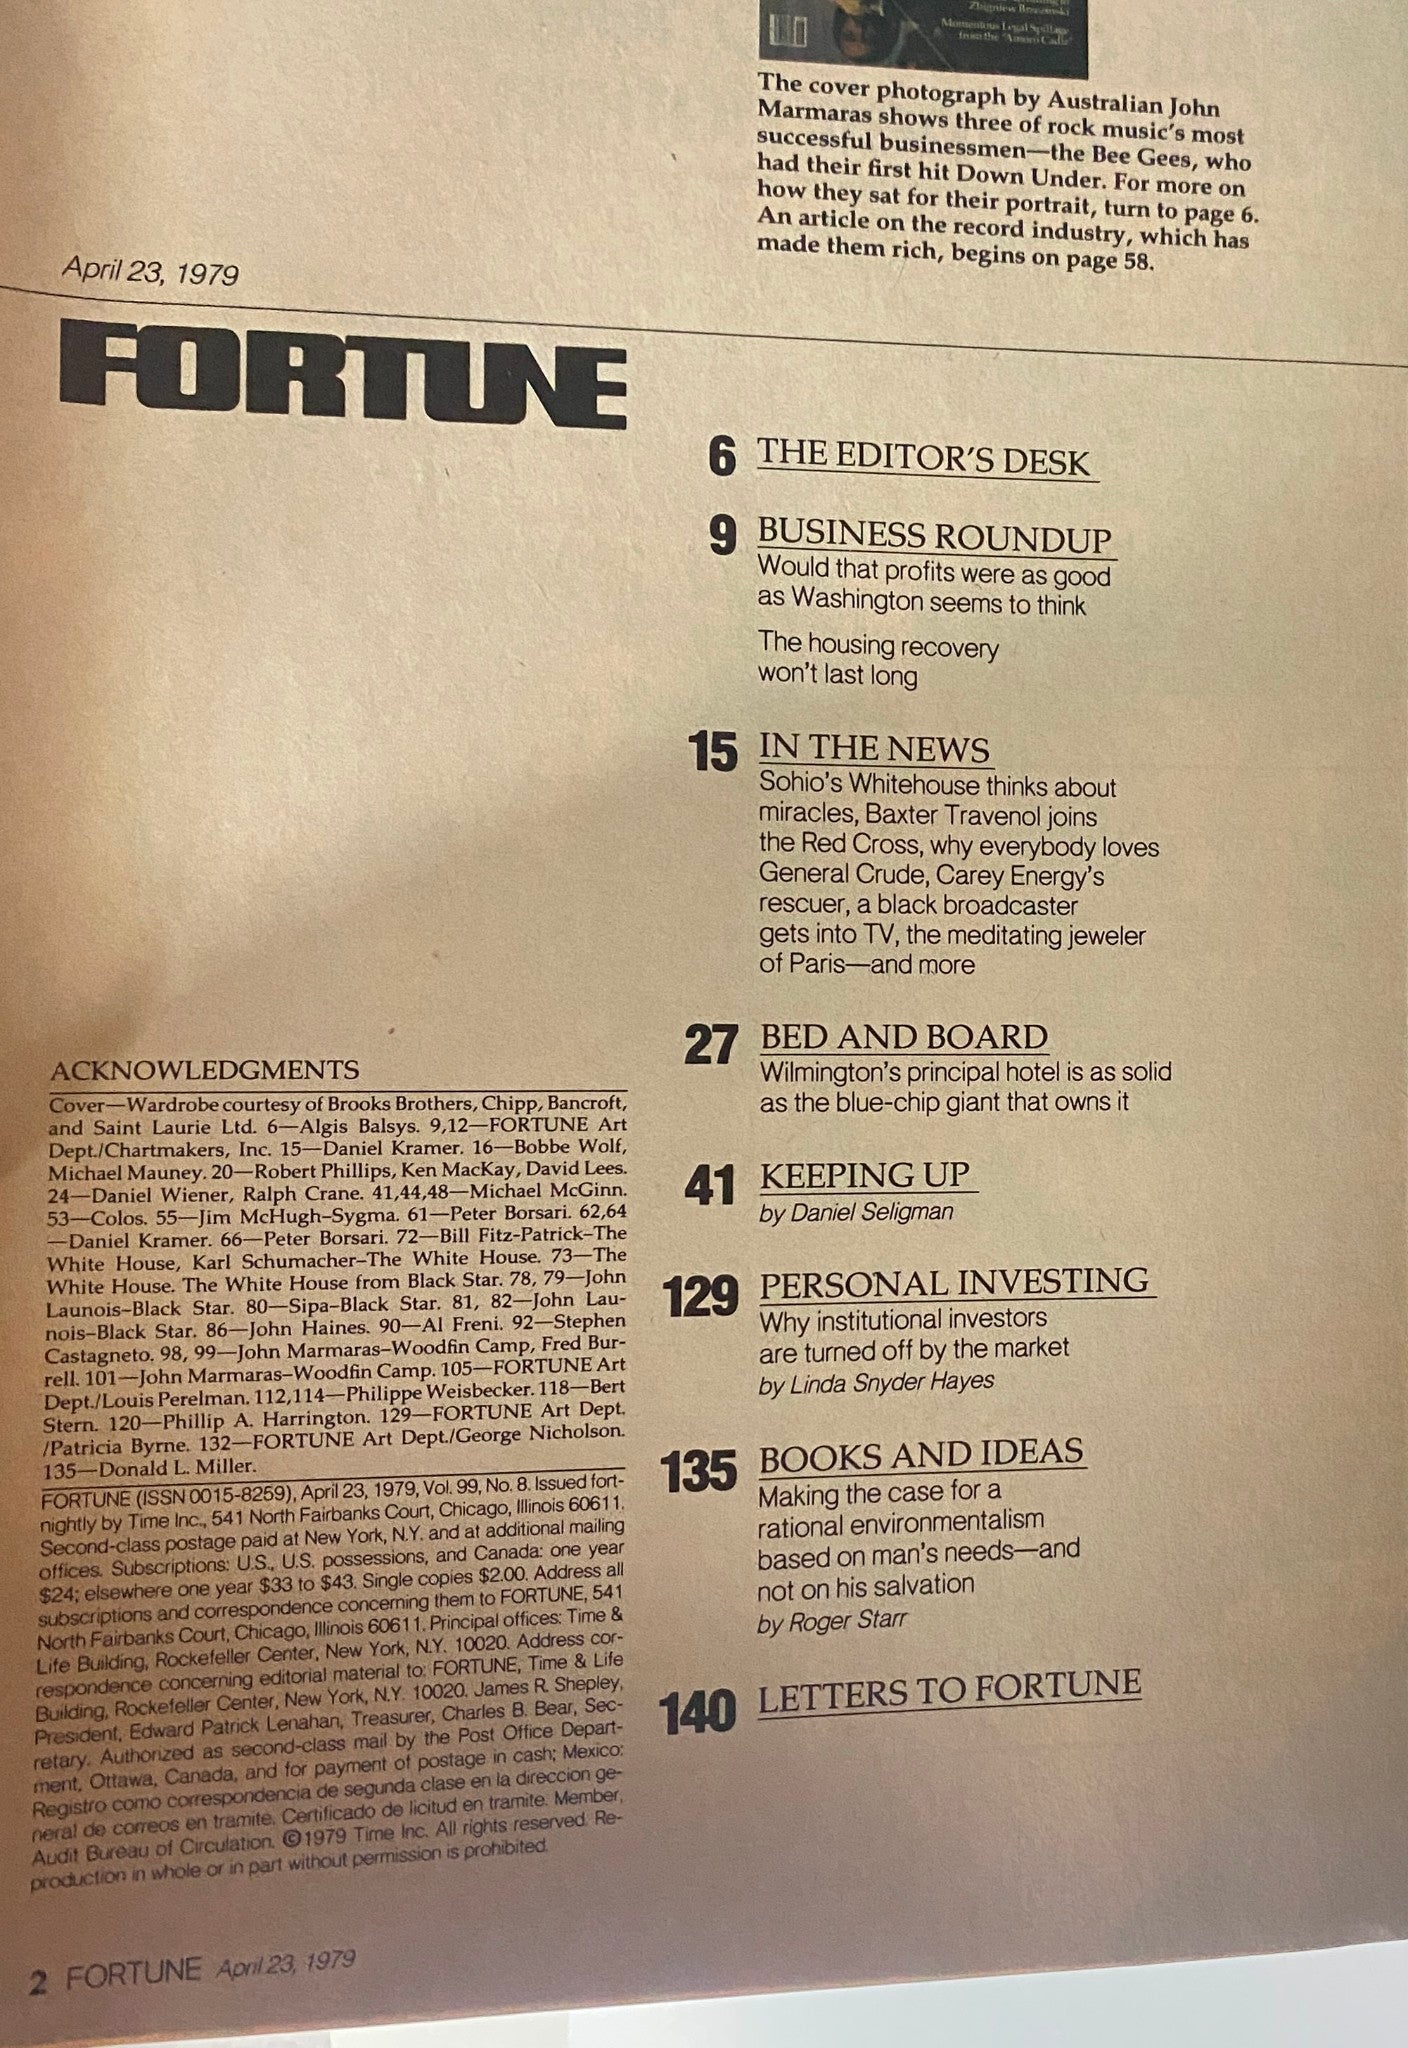 Zbigniew Brzezinski
Momentous Legal Spillage
from the 'Amoco Cadiz'
The cover photograph by Australian John
Marmaras shows three of rock music's most
successful businessmen—the Bee Gees, who
had their first hit Down Under. For more on
how they sat for their portrait, turn to page 6.
An article on the record industry, which has
made them rich, begins on page 58.
April 23, 1979
FORTUNE
6 THE EDITOR'S DESK
9 BUSINESS ROUNDUP
Would that profits were as good
as Washington seems to think
The housing recovery
won't last long
15 IN THE NEWS
Sohio's Whitehouse thinks about
miracles, Baxter Travenol joins
the Red Cross, why everybody loves
General Crude, Carey Energy's
rescuer, a black broadcaster
gets into TV, the meditating jeweler
of Paris—and more
27 BED AND BOARD
Wilmington's principal hotel is as solid
as the blue-chip giant that owns it
41 KEEPING UP
by Daniel Seligman
129 PERSONAL INVESTING
Why institutional investors
are turned off by the market
by Linda Snyder Hayes
135 BOOKS AND IDEAS
Making the case for a
rational environmentalism
based on man's needs—and
not on his salvation
by Roger Starr
140 LETTERS TO FORTUNE
ACKNOWLEDGMENTS
Cover—Wardrobe courtesy of Brooks Brothers, Chipp, Bancroft,
and Saint Laurie Ltd. 6—Algis Balsys. 9,12—FORTUNE Art
Dept./Chartmakers, Inc. 15—Daniel Kramer. 16—Bobbe Wolf,
Michael Mauney. 20—Robert Phillips, Ken MacKay, David Lees.
24—Daniel Wiener, Ralph Crane. 41,44,48—Michael McGinn.
53—Colos. 55—Jim McHugh–Sygma. 61—Peter Borsari. 62,64
—Daniel Kramer. 66—Peter Borsari. 72—Bill Fitz-Patrick–The
White House, Karl Schumacher–The White House. 73—The
White House. The White House from Black Star. 78, 79—John
Launois–Black Star. 80—Sipa–Black Star. 81, 82—John Lau-
nois–Black Star. 86—John Haines. 90—Al Freni. 92—Stephen
Castagneto. 98, 99—John Marmaras–Woodfin Camp, Fred Bur-
rell. 101—John Marmaras–Woodfin Camp. 105—FORTUNE Art
Dept./Louis Perelman. 112,114—Philippe Weisbecker. 118—Bert
Stern. 120—Phillip A. Harrington. 129—FORTUNE Art Dept.
/Patricia Byrne. 132—FORTUNE Art Dept./George Nicholson.
135—Donald L. Miller.
FORTUNE (ISSN 0015-8259), April 23, 1979, Vol. 99, No. 8. Issued fort-
nightly by Time Inc., 541 North Fairbanks Court, Chicago, Illinois 60611.
Second-class postage paid at New York, N.Y. and at additional mailing
offices. Subscriptions: U.S., U.S. possessions, and Canada: one year
$24; elsewhere one year $33 to $43. Single copies $2.00. Address all
subscriptions and correspondence concerning them to FORTUNE, 541
North Fairbanks Court, Chicago, Illinois 60611. Principal offices: Time &
Life Building, Rockefeller Center, New York, N.Y. 10020. Address cor-
respondence concerning editorial material to: FORTUNE, Time & Life
Building, Rockefeller Center, New York, N.Y. 10020. James R. Shepley,
President, Edward Patrick Lenahan, Treasurer, Charles B. Bear, Sec-
retary. Authorized as second-class mail by the Post Office Depart-
ment, Ottawa, Canada, and for payment of postage in cash; Mexico:
Registro como correspondencia de segunda clase en la direccion ge-
neral de correos en tramite. Certificado de licitud en tramite. Member,
Audit Bureau of Circulation. ©1979 Time Inc. All rights reserved. Re-
production in whole or in part without permission is prohibited.
2 FORTUNE April 23, 1979